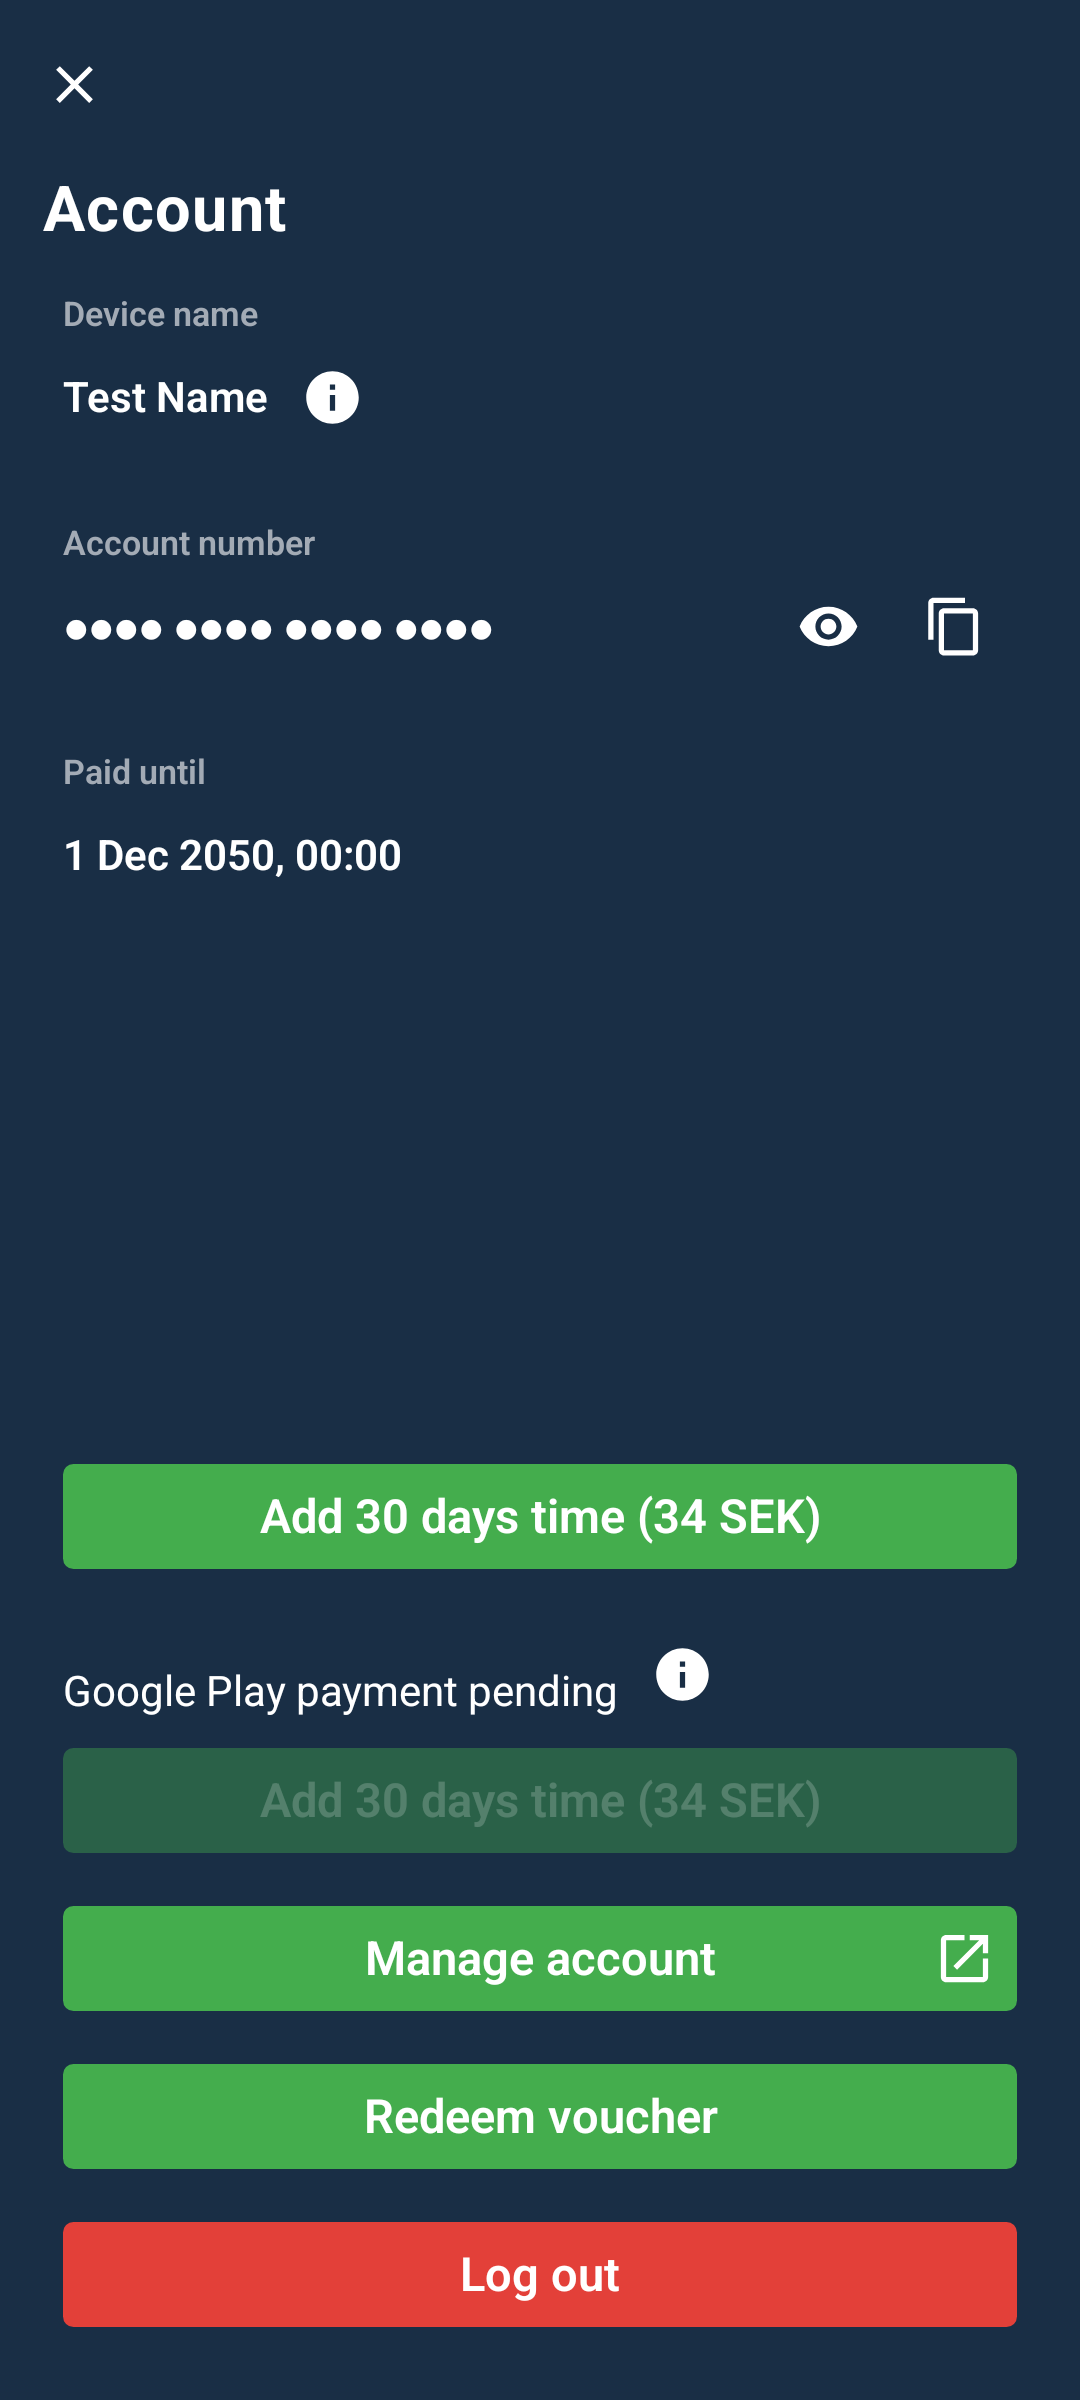 Account
Device name
Test Name
Account number
•••• •••• •••• ••••
Paid until
1 Dec 2050, 00:00
Add 30 days time (34 SEK)
Google Play payment pending
Add 30 days time (34 SEK)
Manage account
Redeem voucher
Log out